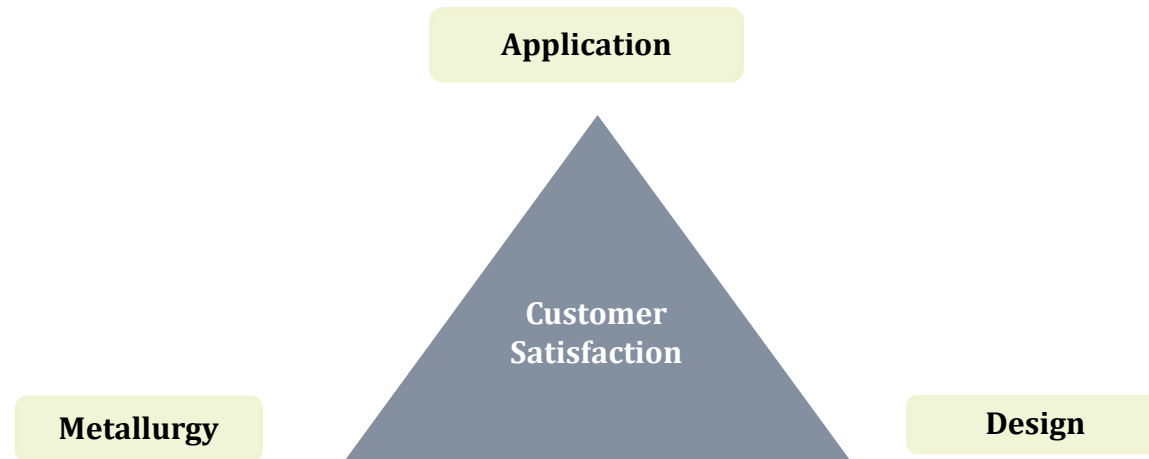 Application
Customer
Satisfaction
Metallurgy
Design